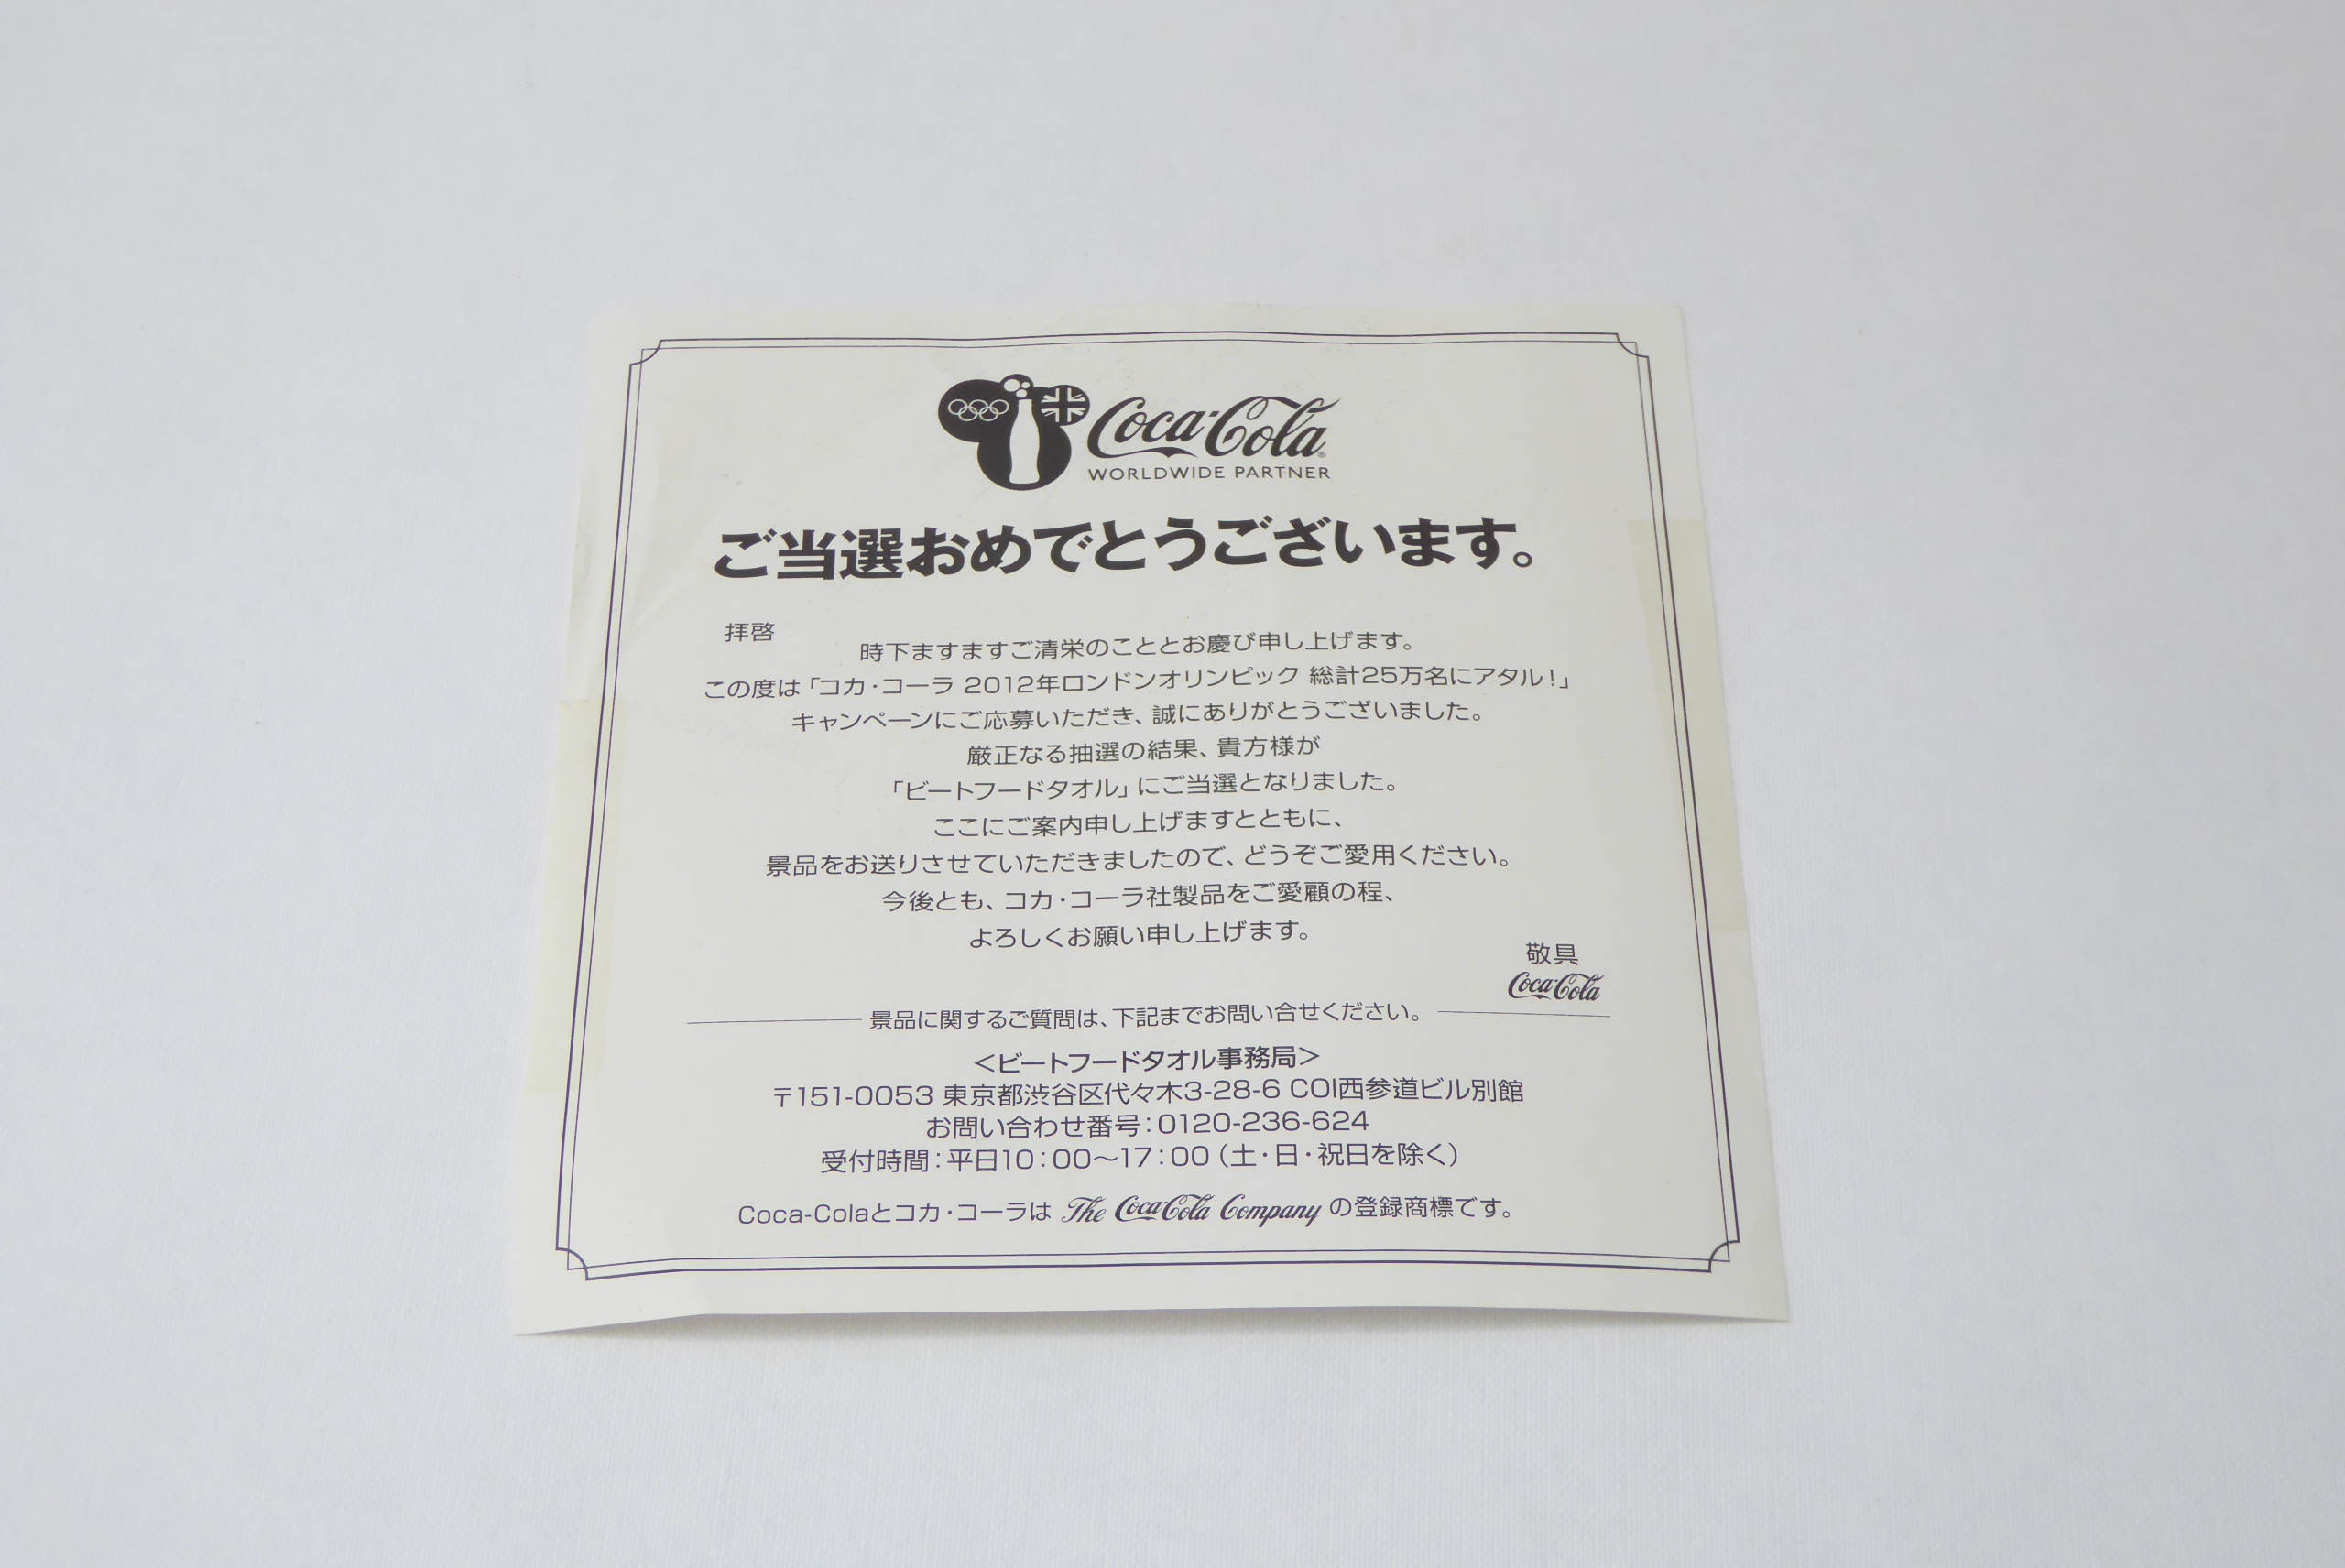 Coca-Cola®
WORLDWIDE PARTNER
ご当選おめでとうございます。
拝啓
時下ますますご清栄のこととお慶び申し上げます。
この度は「コカ・コーラ 2012年ロンドンオリンピック 総計25万名にアタル!」
キャンペーンにご応募いただき、誠にありがとうございました。
厳正なる抽選の結果、貴方様が
「ビートフードタオル」にご当選となりました。
ここにご案内申し上げますとともに、
景品をお送りさせていただきましたので、どうぞご愛用ください。
今後とも、コカ・コーラ社製品をご愛顧の程、
よろしくお願い申し上げます。
敬具
Coca-Cola
景品に関するご質問は、下記までお問い合せください。
<ビートフードタオル事務局>
〒151-0053 東京都渋谷区代々木3-28-6 COI西参道ビル別館
お問い合わせ番号:0120-236-624
受付時間:平日10:00~17:00(土・日・祝日を除く)
Coca-Colaとコカ・コーラは The Coca-Cola Company の登録商標です。